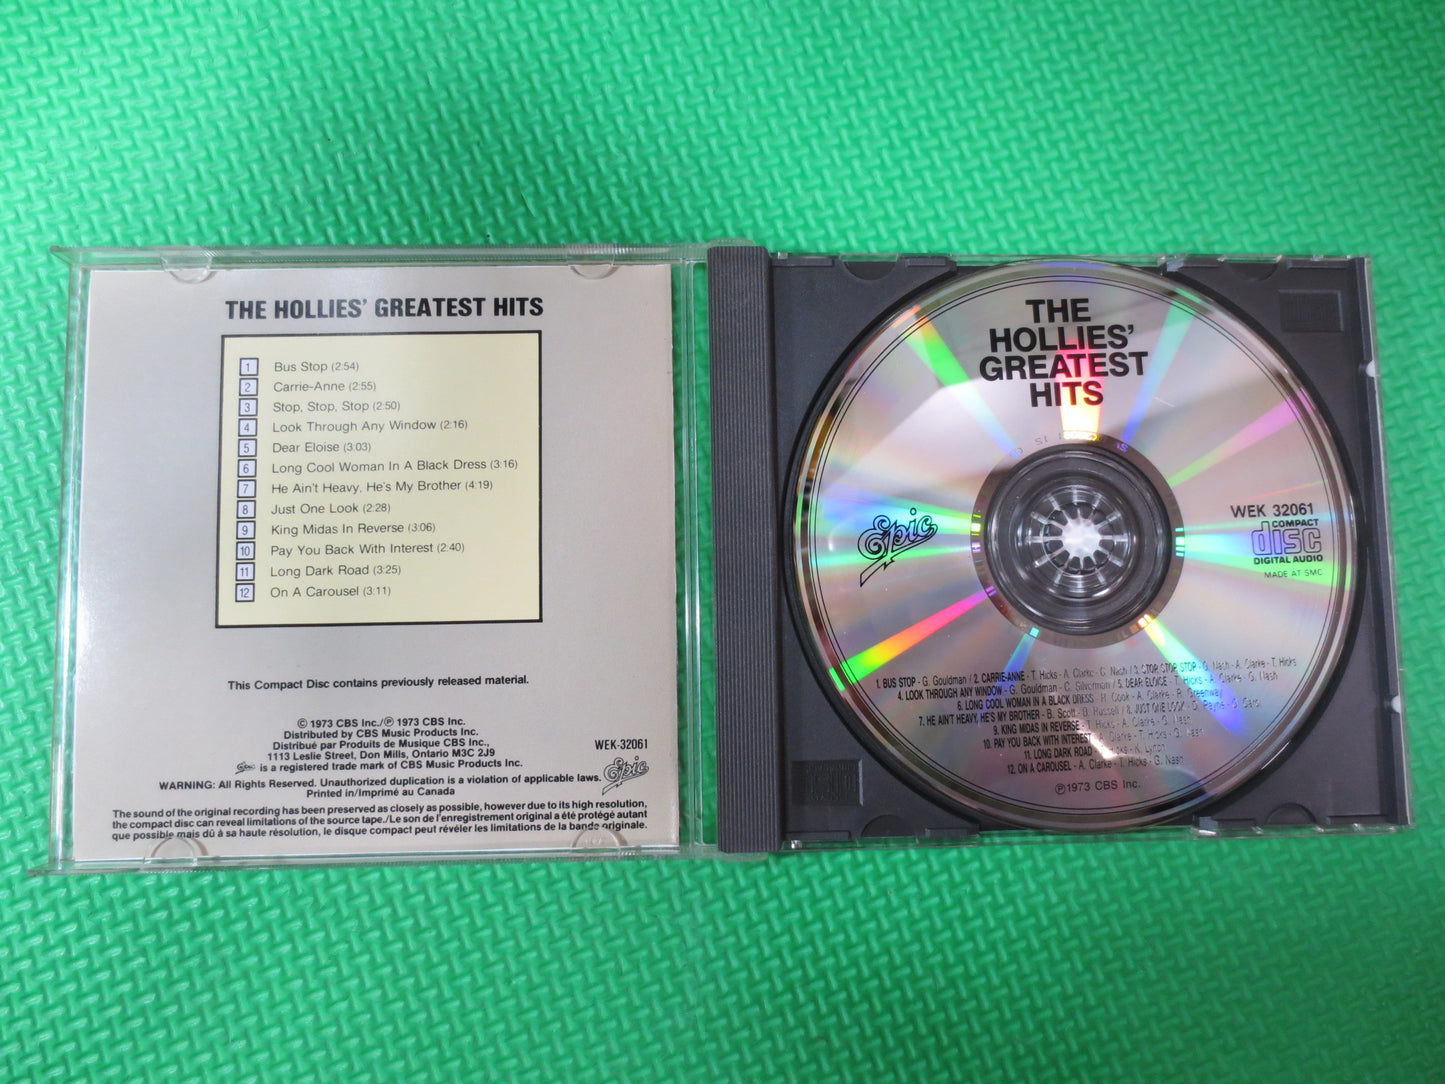 THE HOLLIES' GREATEST HITS
1 Bus Stop (2:54)
2 Carrie-Anne (2:55)
3 Stop, Stop, Stop (2:50)
4 Look Through Any Window (2:16)
5 Dear Eloise (3:03)
6 Long Cool Woman In A Black Dress (3:16)
7 He Ain't Heavy, He's My Brother (4:19)
8 Just One Look (2:28)
9 King Midas In Reverse (3:06)
10 Pay You Back With Interest (2:40)
11 Long Dark Road (3:25)
12 On A Carousel (3:11)
This Compact Disc contains previously released material.
© 1973 CBS Inc./Ⓟ 1973 CBS Inc.
Distributed by CBS Music Products Inc.
Distribué par Produits de Musique CBS Inc.,
1113 Leslie Street, Don Mills, Ontario M3C 2J9
Epic is a registered trade mark of CBS Music Products Inc.
WEK-32061
WARNING: All Rights Reserved. Unauthorized duplication is a violation of applicable laws.
Printed in/Imprimé au Canada
Epic
The sound of the original recording has been preserved as closely as possible, however due to its high resolution,
the compact disc can reveal limitations of the source tape./Le son de l'enregistrement original a été protégé autant
que possible mais dû à sa haute résolution, le disque compact peut révéler les limitations de la bande originale.
THE
HOLLIES'
GREATEST
HITS
Epic
WEK 32061
COMPACT
disc
DIGITAL AUDIO
MADE AT SMC
1. BUS STOP - G. Gouldman / 2. CARRIE-ANNE - T. Hicks - A. Clarke - G. Nash / 3. STOP STOP STOP - G. Nash - A. Clarke - T. Hicks
4. LOOK THROUGH ANY WINDOW - G. Gouldman - C. Silverman / 5. DEAR ELOISE - T. Hicks - A. Clarke - G. Nash
6. LONG COOL WOMAN IN A BLACK DRESS - R. Cook - A. Clarke - R. Greenway
7. HE AIN'T HEAVY, HE'S MY BROTHER - B. Scott - B. Russell / 8. JUST ONE LOOK - D. Payne - G.
9. KING MIDAS IN REVERSE - T. Hicks - A. Clarke - G. Nash
10. PAY YOU BACK WITH INTEREST - A. Clarke - T. Hicks - G. Nash
11. LONG DARK ROAD - T. Hicks - K. Lynch
12. ON A CAROUSEL - A. Clarke - T. Hicks - G. Nash
Ⓟ1973 CBS Inc.